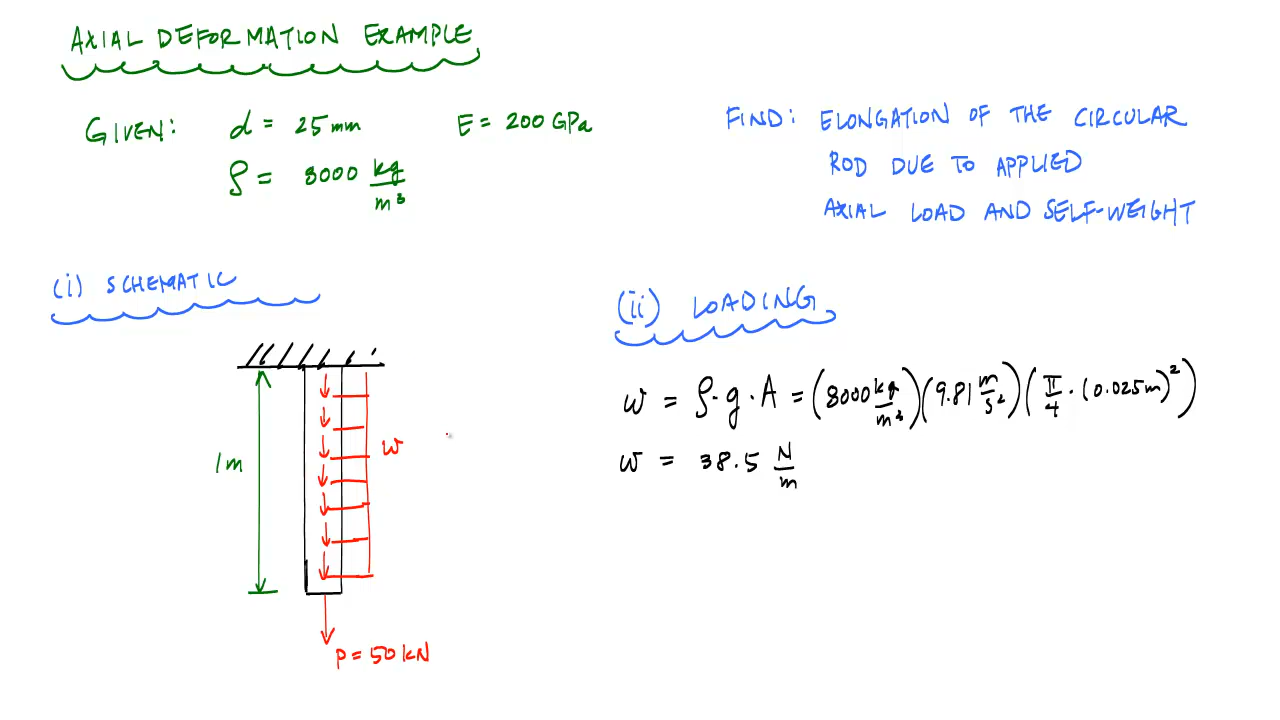 AXIAL DEFORMATION EXAMPLE
GIVEN: d = 25mm E = 200 GPa
ρ = 8000 kg/m³
FIND: ELONGATION OF THE CIRCULAR
ROD DUE TO APPLIED
AXIAL LOAD AND SELF-WEIGHT
(i) SCHEMATIC
1m
w
P = 50 kN
(ii) LOADING
w = ρ·g·A = (8000 kg/m³)(9.81 m/s²)(π/4·(0.025m)²)
w = 38.5 N/m